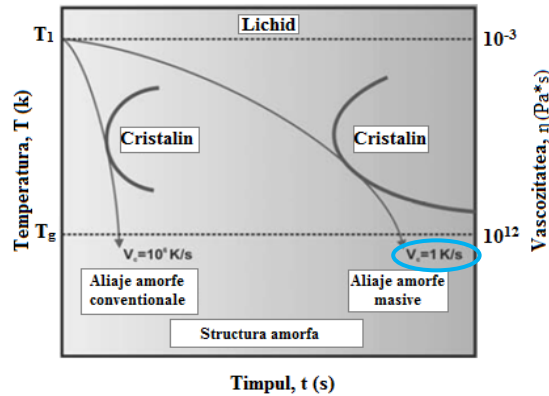 Lichid
T1
10-3
Cristalin
Cristalin
Temperatura, T (k)
Vascozitatea, n (Pa*s)
Tg
1012
Vc=106 K/s
Vc=1 K/s
Aliaje amorfe
conventionale
Aliaje amorfe
masive
Structura amorfa
Timpul, t (s)